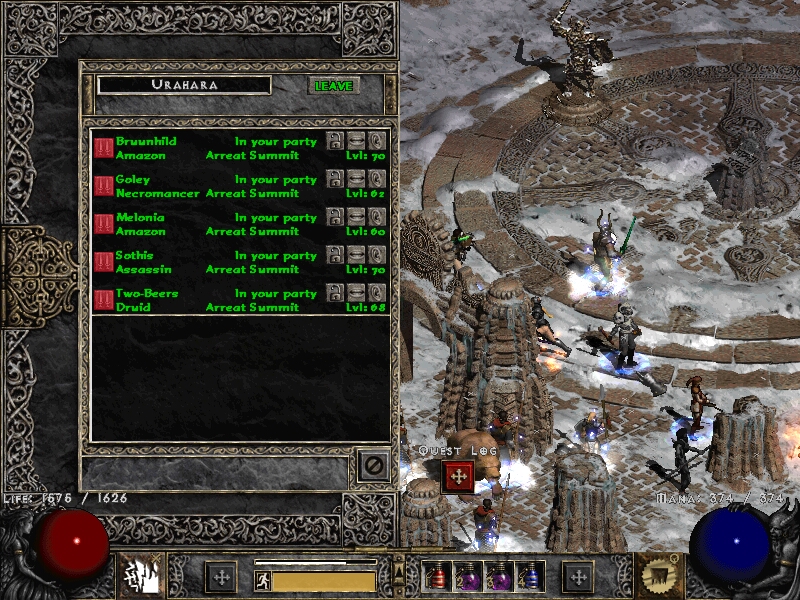 Urahara
LEAVE
Bruunhild In your party
Amazon Arreat Summit Lvl: 70
Goley In your party
Necromancer Arreat Summit Lvl: 62
Melonia In your party
Amazon Arreat Summit Lvl: 60
Sothis In your party
Assassin Arreat Summit Lvl: 70
Two-Beers In your party
Druid Arreat Summit Lvl: 68
Quest Log
Life: 1575 / 1626
Mana: 374 / 374